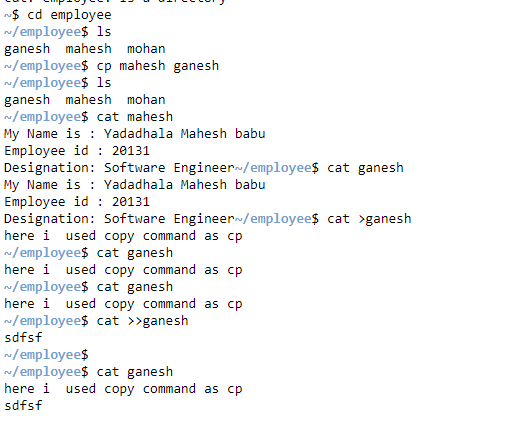 cat: employee: is a directory
~$ cd employee
~/employee$ ls
ganesh  mahesh  mohan
~/employee$ cp mahesh ganesh
~/employee$ ls
ganesh  mahesh  mohan
~/employee$ cat mahesh
My Name is : Yadadhala Mahesh babu
Employee id : 20131
Designation: Software Engineer~/employee$ cat ganesh
My Name is : Yadadhala Mahesh babu
Employee id : 20131
Designation: Software Engineer~/employee$ cat >ganesh
here i  used copy command as cp
~/employee$ cat ganesh
here i  used copy command as cp
~/employee$ cat ganesh
here i  used copy command as cp
~/employee$ cat >>ganesh
sdfsf
~/employee$
~/employee$ cat ganesh
here i  used copy command as cp
sdfsf